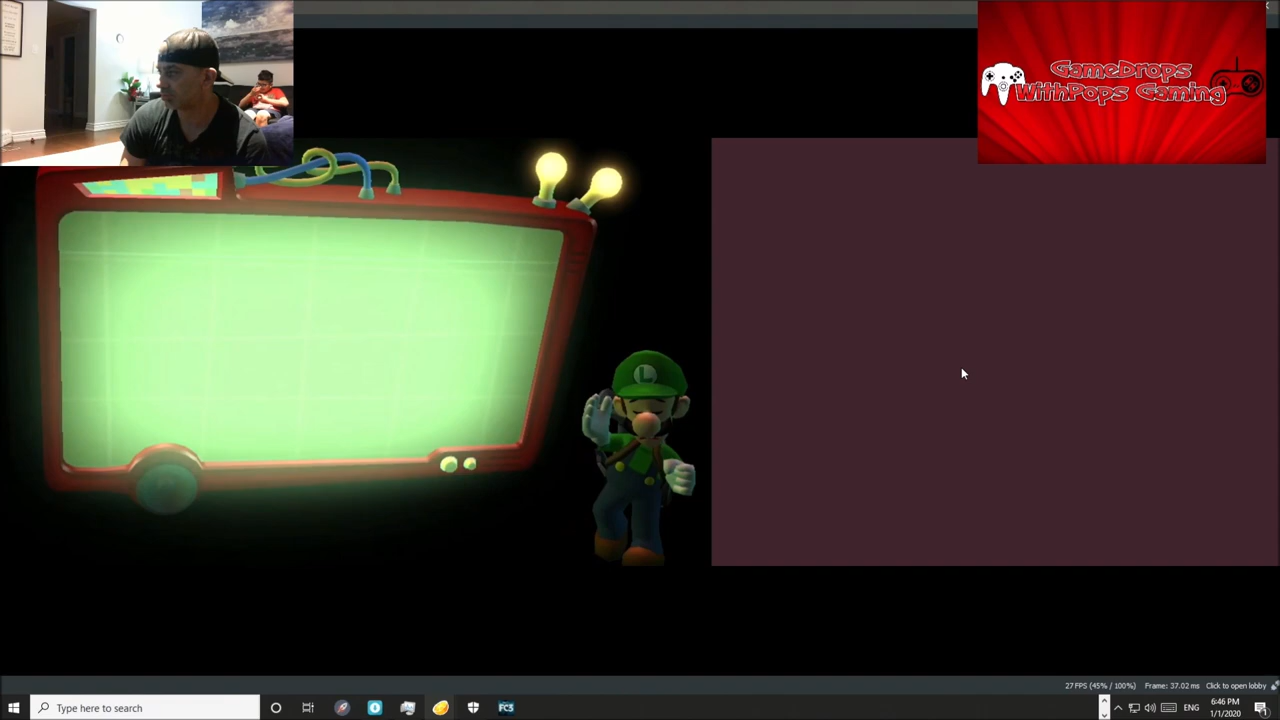 GameDrops
WithPops Gaming
L
27 FPS (45% / 100%) Frame: 37.02 ms Click to open lobby
Type here to search
FC3
ENG
6:46 PM
1/1/2020